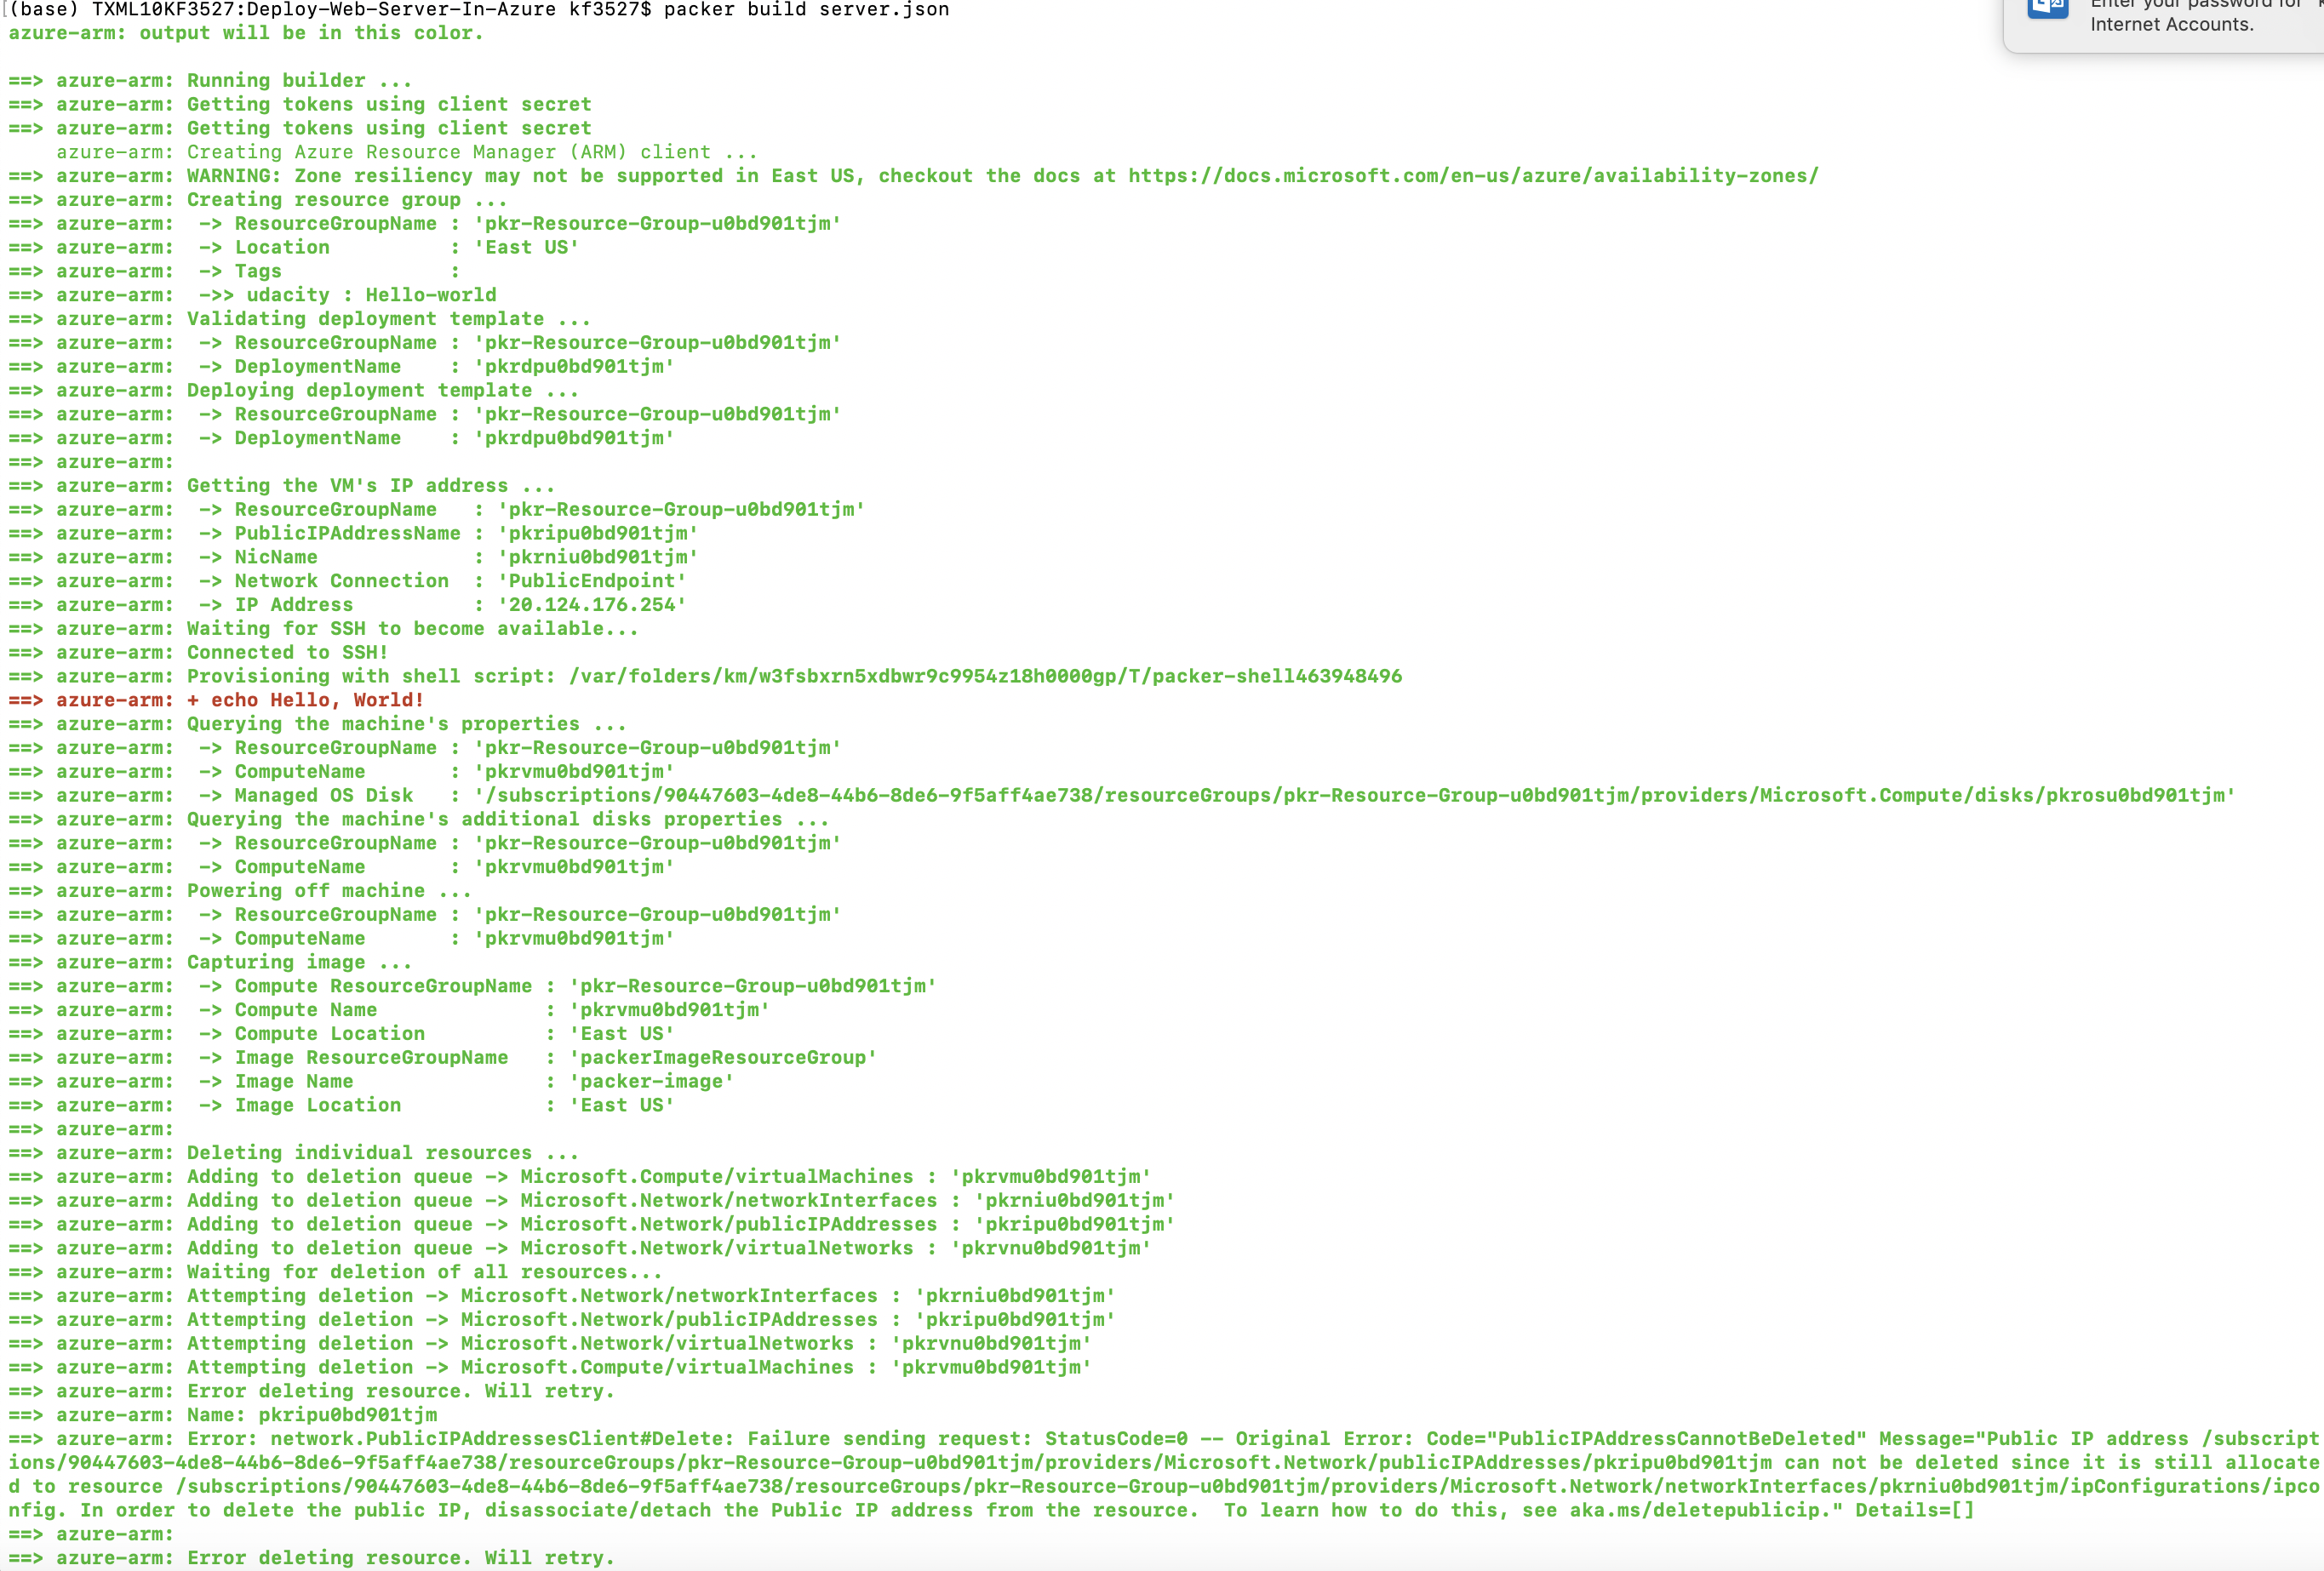 (base) TXML10KF3527:Deploy-Web-Server-In-Azure kf3527$ packer build server.json
Enter your password for
Internet Accounts.
azure-arm: output will be in this color.
==> azure-arm: Running builder ...
==> azure-arm: Getting tokens using client secret
==> azure-arm: Getting tokens using client secret
azure-arm: Creating Azure Resource Manager (ARM) client ...
==> azure-arm: WARNING: Zone resiliency may not be supported in East US, checkout the docs at https://docs.microsoft.com/en-us/azure/availability-zones/
==> azure-arm: Creating resource group ...
==> azure-arm:  -> ResourceGroupName : 'pkr-Resource-Group-u0bd901tjm'
==> azure-arm:  -> Location          : 'East US'
==> azure-arm:  -> Tags              :
==> azure-arm:  ->> udacity : Hello-world
==> azure-arm: Validating deployment template ...
==> azure-arm:  -> ResourceGroupName : 'pkr-Resource-Group-u0bd901tjm'
==> azure-arm:  -> DeploymentName    : 'pkrdpu0bd901tjm'
==> azure-arm: Deploying deployment template ...
==> azure-arm:  -> ResourceGroupName : 'pkr-Resource-Group-u0bd901tjm'
==> azure-arm:  -> DeploymentName    : 'pkrdpu0bd901tjm'
==> azure-arm:
==> azure-arm: Getting the VM's IP address ...
==> azure-arm:  -> ResourceGroupName   : 'pkr-Resource-Group-u0bd901tjm'
==> azure-arm:  -> PublicIPAddressName : 'pkripu0bd901tjm'
==> azure-arm:  -> NicName             : 'pkrniu0bd901tjm'
==> azure-arm:  -> Network Connection  : 'PublicEndpoint'
==> azure-arm:  -> IP Address          : '20.124.176.254'
==> azure-arm: Waiting for SSH to become available...
==> azure-arm: Connected to SSH!
==> azure-arm: Provisioning with shell script: /var/folders/km/w3fsbxrn5xdbwr9c9954z18h0000gp/T/packer-shell463948496
==> azure-arm: + echo Hello, World!
==> azure-arm: Querying the machine's properties ...
==> azure-arm:  -> ResourceGroupName : 'pkr-Resource-Group-u0bd901tjm'
==> azure-arm:  -> ComputeName       : 'pkrvmu0bd901tjm'
==> azure-arm:  -> Managed OS Disk   : '/subscriptions/90447603-4de8-44b6-8de6-9f5aff4ae738/resourceGroups/pkr-Resource-Group-u0bd901tjm/providers/Microsoft.Compute/disks/pkrosu0bd901tjm'
==> azure-arm: Querying the machine's additional disks properties ...
==> azure-arm:  -> ResourceGroupName : 'pkr-Resource-Group-u0bd901tjm'
==> azure-arm:  -> ComputeName       : 'pkrvmu0bd901tjm'
==> azure-arm: Powering off machine ...
==> azure-arm:  -> ResourceGroupName : 'pkr-Resource-Group-u0bd901tjm'
==> azure-arm:  -> ComputeName       : 'pkrvmu0bd901tjm'
==> azure-arm: Capturing image ...
==> azure-arm:  -> Compute ResourceGroupName : 'pkr-Resource-Group-u0bd901tjm'
==> azure-arm:  -> Compute Name              : 'pkrvmu0bd901tjm'
==> azure-arm:  -> Compute Location          : 'East US'
==> azure-arm:  -> Image ResourceGroupName   : 'packerImageResourceGroup'
==> azure-arm:  -> Image Name                : 'packer-image'
==> azure-arm:  -> Image Location            : 'East US'
==> azure-arm:
==> azure-arm: Deleting individual resources ...
==> azure-arm: Adding to deletion queue -> Microsoft.Compute/virtualMachines : 'pkrvmu0bd901tjm'
==> azure-arm: Adding to deletion queue -> Microsoft.Network/networkInterfaces : 'pkrniu0bd901tjm'
==> azure-arm: Adding to deletion queue -> Microsoft.Network/publicIPAddresses : 'pkripu0bd901tjm'
==> azure-arm: Adding to deletion queue -> Microsoft.Network/virtualNetworks : 'pkrvnu0bd901tjm'
==> azure-arm: Waiting for deletion of all resources...
==> azure-arm: Attempting deletion -> Microsoft.Network/networkInterfaces : 'pkrniu0bd901tjm'
==> azure-arm: Attempting deletion -> Microsoft.Network/publicIPAddresses : 'pkripu0bd901tjm'
==> azure-arm: Attempting deletion -> Microsoft.Network/virtualNetworks : 'pkrvnu0bd901tjm'
==> azure-arm: Attempting deletion -> Microsoft.Compute/virtualMachines : 'pkrvmu0bd901tjm'
==> azure-arm: Error deleting resource. Will retry.
==> azure-arm: Name: pkripu0bd901tjm
==> azure-arm: Error: network.PublicIPAddressesClient#Delete: Failure sending request: StatusCode=0 -- Original Error: Code="PublicIPAddressCannotBeDeleted" Message="Public IP address /subscript
ions/90447603-4de8-44b6-8de6-9f5aff4ae738/resourceGroups/pkr-Resource-Group-u0bd901tjm/providers/Microsoft.Network/publicIPAddresses/pkripu0bd901tjm can not be deleted since it is still allocate
d to resource /subscriptions/90447603-4de8-44b6-8de6-9f5aff4ae738/resourceGroups/pkr-Resource-Group-u0bd901tjm/providers/Microsoft.Network/networkInterfaces/pkrniu0bd901tjm/ipConfigurations/ipco
nfig. In order to delete the public IP, disassociate/detach the Public IP address from the resource.  To learn how to do this, see aka.ms/deletepublicip." Details=[]
==> azure-arm:
==> azure-arm: Error deleting resource. Will retry.